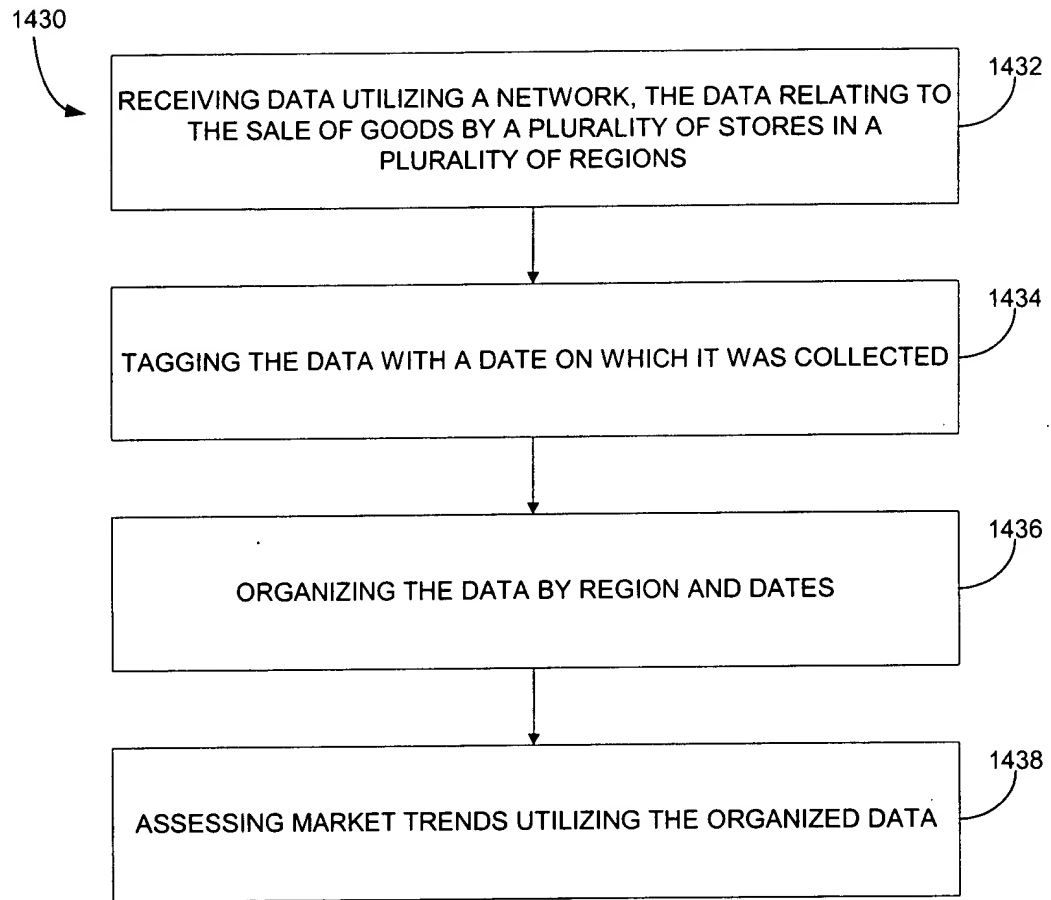 1430
1432
RECEIVING DATA UTILIZING A NETWORK, THE DATA RELATING TO
THE SALE OF GOODS BY A PLURALITY OF STORES IN A
PLURALITY OF REGIONS
1434
TAGGING THE DATA WITH A DATE ON WHICH IT WAS COLLECTED
1436
ORGANIZING THE DATA BY REGION AND DATES
1438
ASSESSING MARKET TRENDS UTILIZING THE ORGANIZED DATA